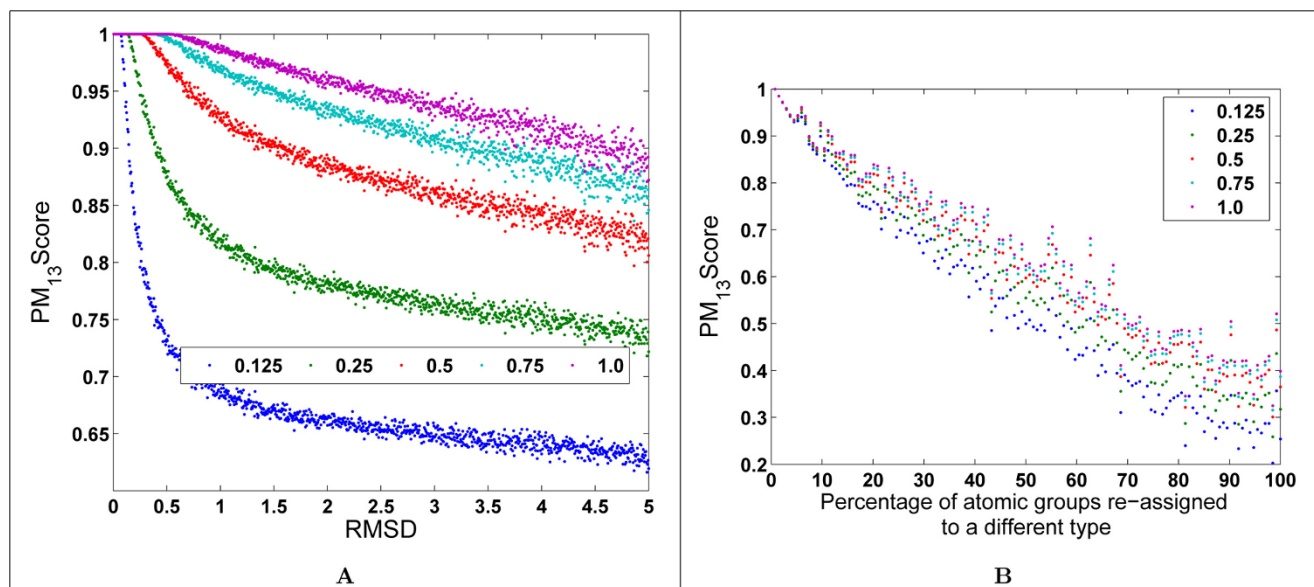 1
0.95
0.9
0.85
0.8
0.75
0.7
0.65
PM13Score
0.125 0.25 0.5 0.75 1.0
0 0.5 1 1.5 2 2.5 3 3.5 4 4.5 5
RMSD
A
1
0.9
0.8
0.7
0.6
0.5
0.4
0.3
0.2
PM13Score
0.125
0.25
0.5
0.75
1.0
0 10 20 30 40 50 60 70 80 90 100
Percentage of atomic groups re-assigned
to a different type
B